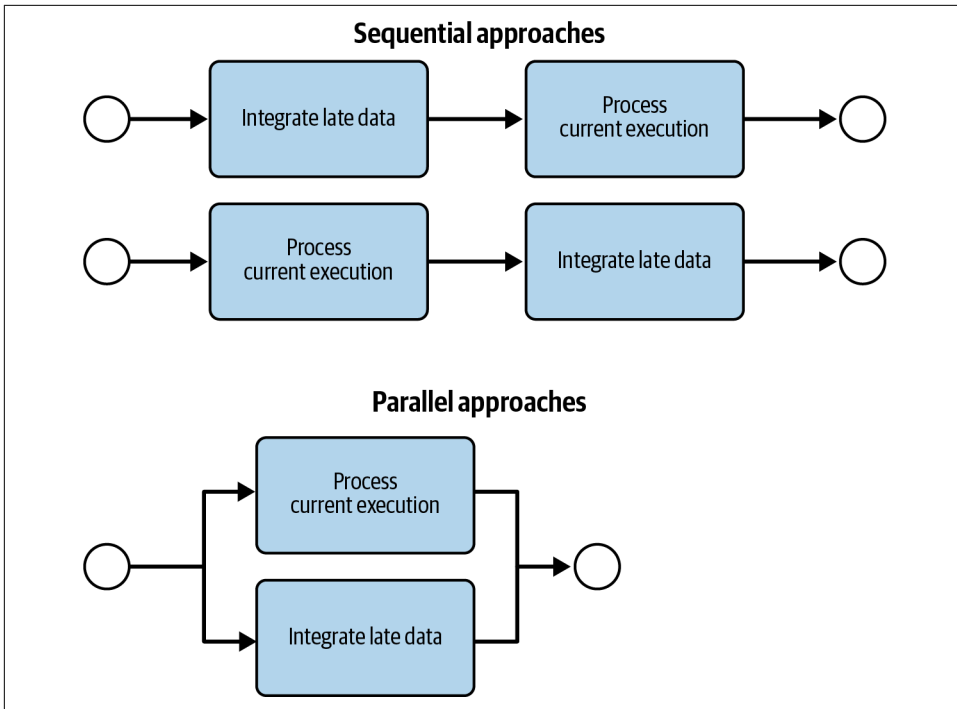 Sequential approaches
Integrate late data
Process
current execution
Process
current execution
Integrate late data
Parallel approaches
Process
current execution
Integrate late data